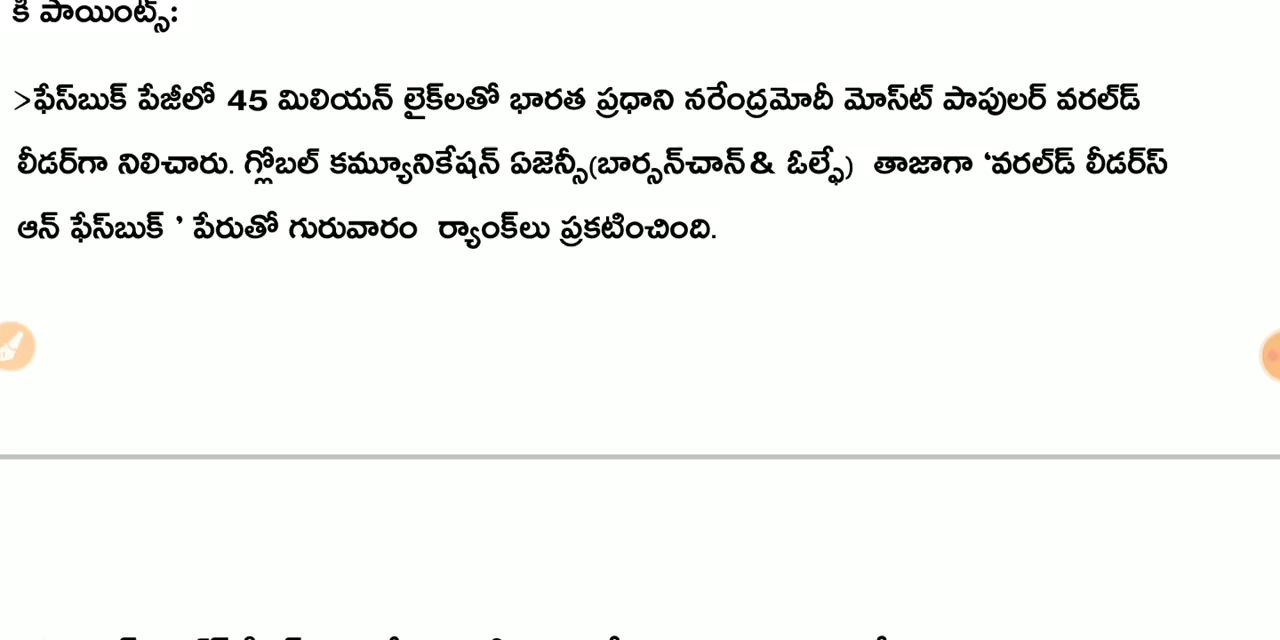 కీ పాయింట్స్:
>ఫేస్‌బుక్ పేజీలో 45 మిలియన్ లైక్‌లతో భారత ప్రధాని నరేంద్రమోదీ మోస్ట్ పాపులర్ వరల్డ్
లీడర్‌గా నిలిచారు. గ్లోబల్ కమ్యూనికేషన్ ఏజెన్సీ(బార్సన్‌చాన్ & ఓల్ఫే) తాజాగా ‘వరల్డ్ లీడర్స్
ఆన్ ఫేస్‌బుక్ ’ పేరుతో గురువారం ర్యాంక్‌లు ప్రకటించింది.